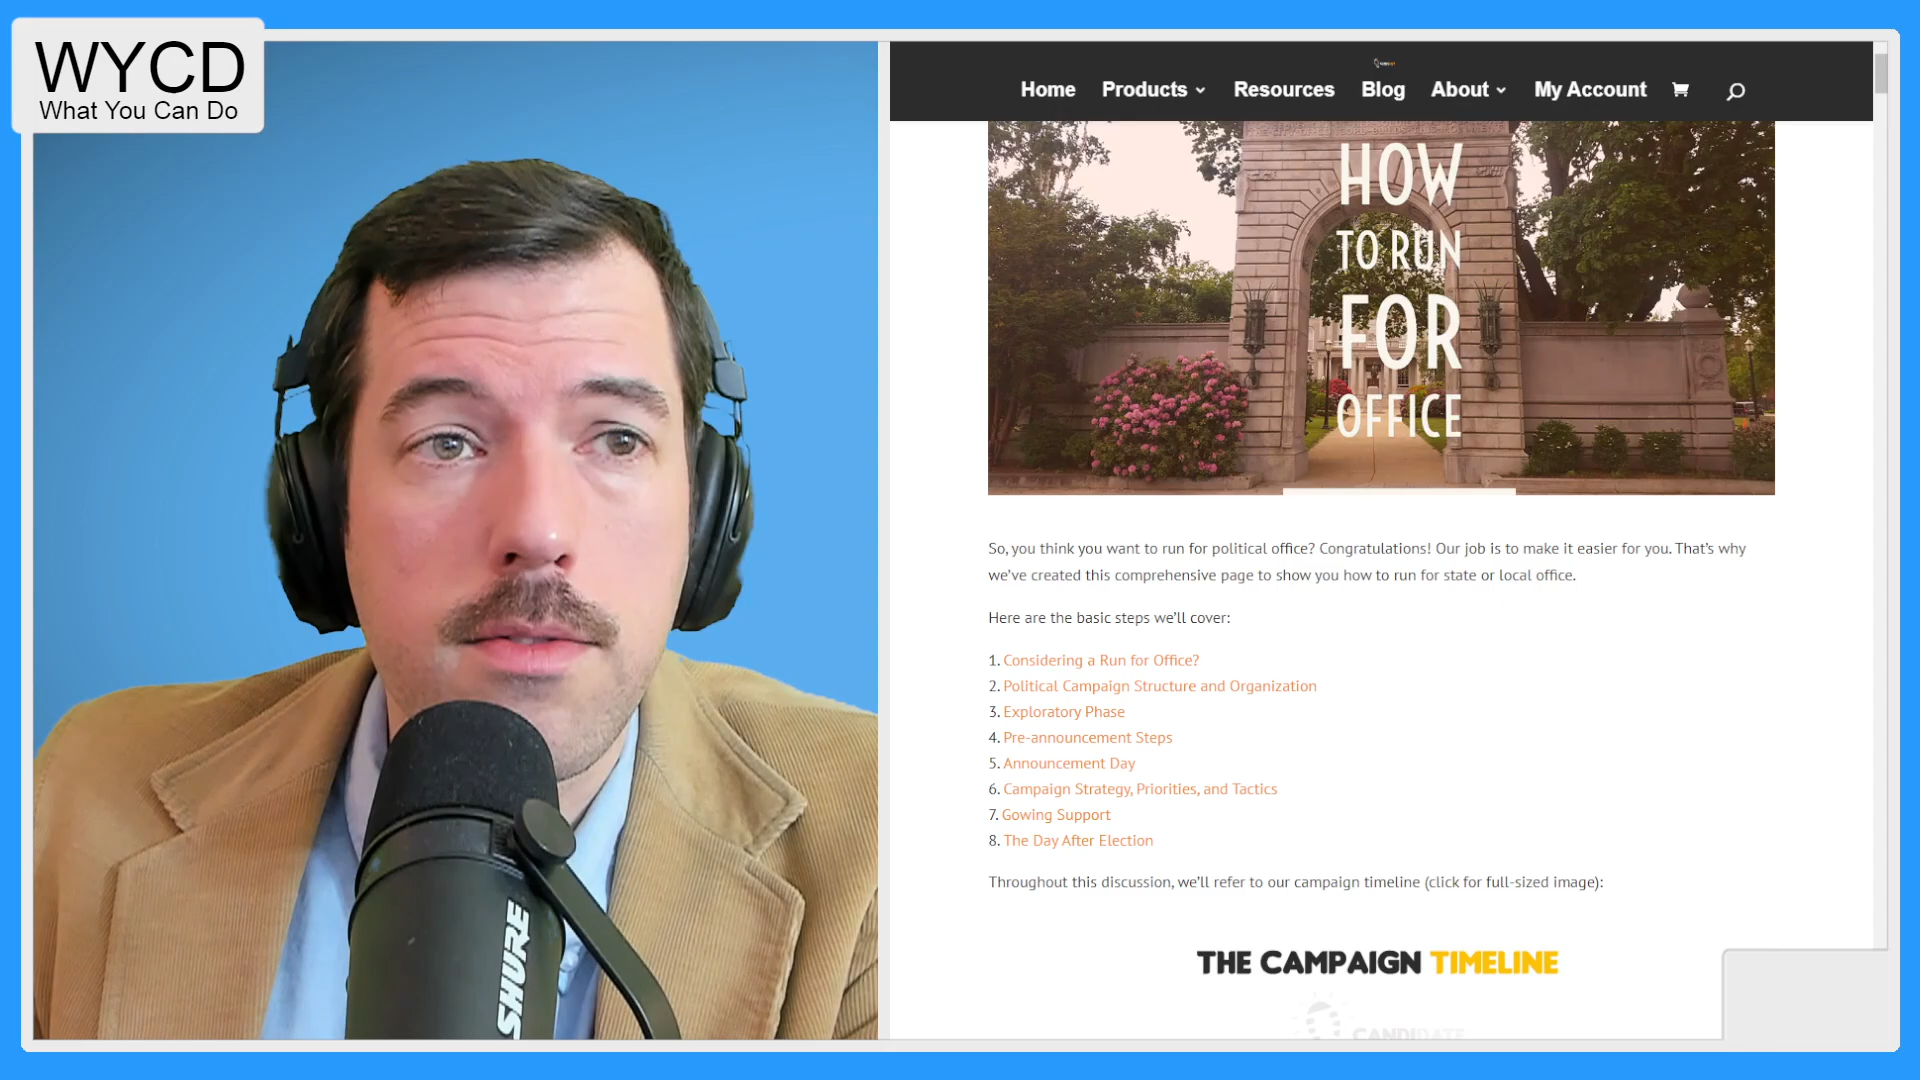 WYCD
What You Can Do
Home Products Resources Blog About My Account
HOW
TO RUN
FOR
OFFICE
So, you think you want to run for political office? Congratulations! Our job is to make it easier for you. That's why
we've created this comprehensive page to show you how to run for state or local office.
Here are the basic steps we'll cover:
1. Considering a Run for Office?
2. Political Campaign Structure and Organization
3. Exploratory Phase
4. Pre-announcement Steps
5. Announcement Day
6. Campaign Strategy, Priorities, and Tactics
7. Gowing Support
8. The Day After Election
Throughout this discussion, we'll refer to our campaign timeline (click for full-sized image):
THE CAMPAIGN TIMELINE
CANDIDATE
SHURE